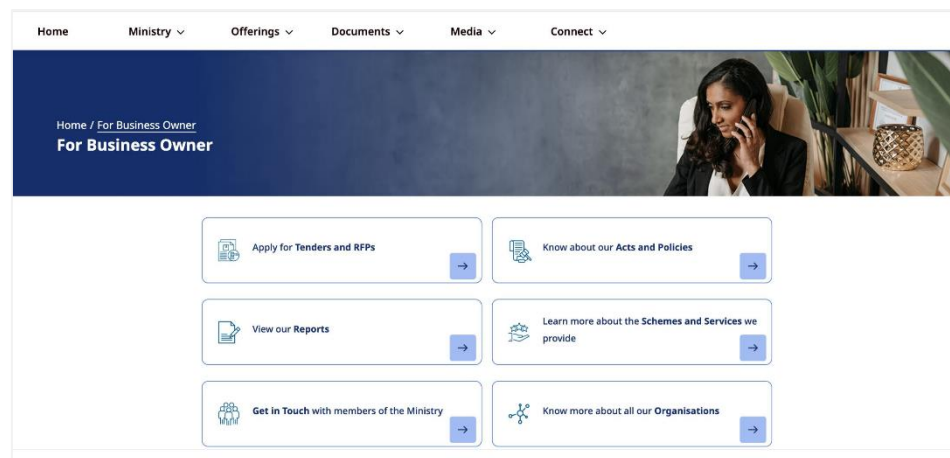 Home Ministry Offerings Documents Media Connect
Home / For Business Owner
For Business Owner
Apply for Tenders and RFPs
Know about our Acts and Policies
View our Reports
Learn more about the Schemes and Services we
provide
Get in Touch with members of the Ministry
Know more about all our Organisations